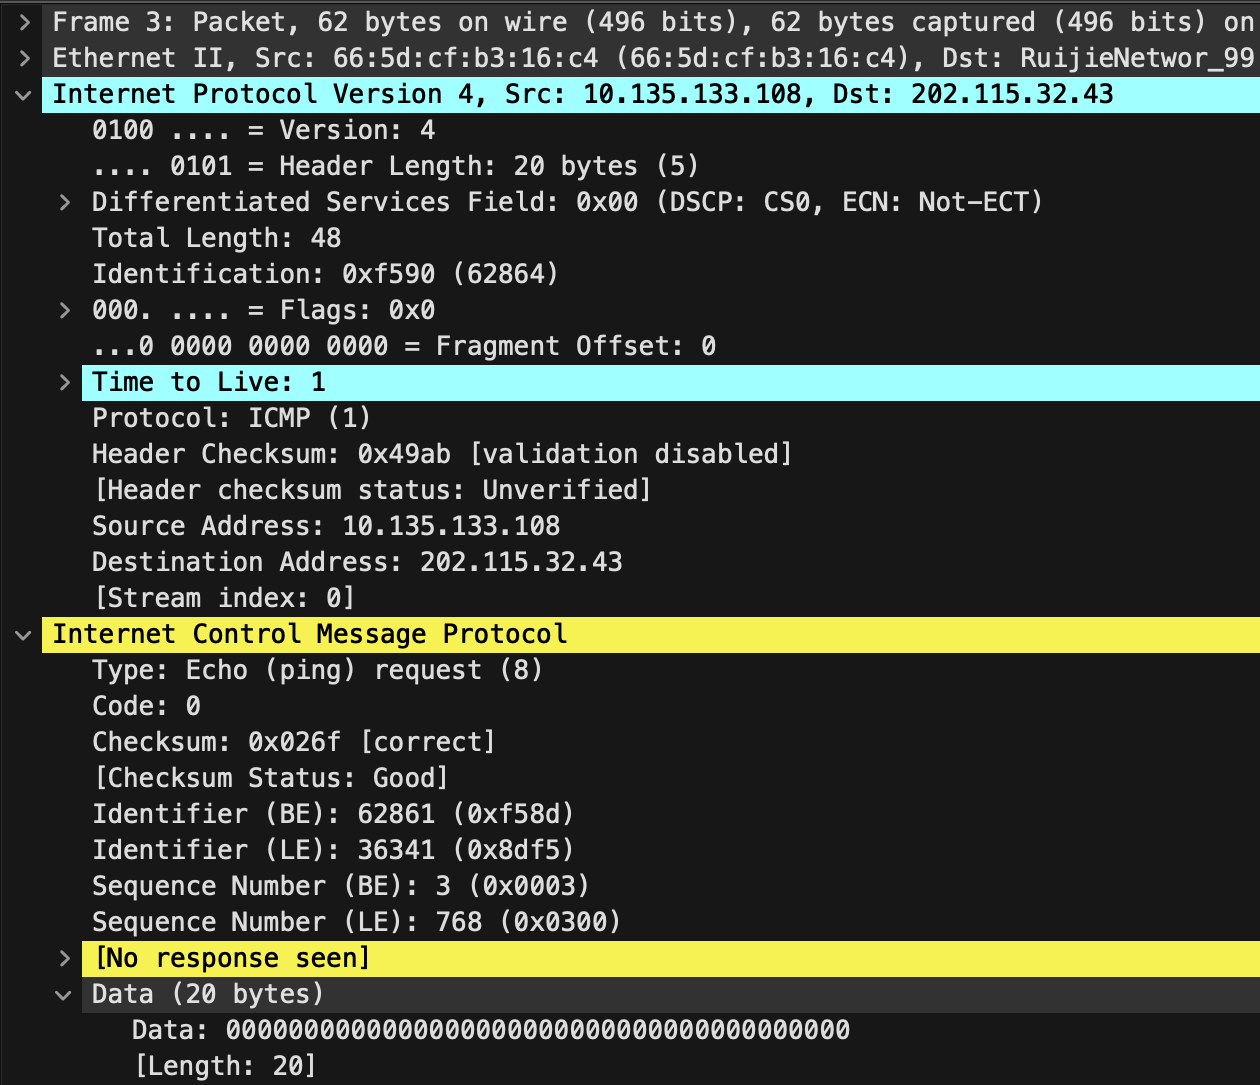 Frame 3: Packet, 62 bytes on wire (496 bits), 62 bytes captured (496 bits) on
Ethernet II, Src: 66:5d:cf:b3:16:c4 (66:5d:cf:b3:16:c4), Dst: RuijieNetwor_99
Internet Protocol Version 4, Src: 10.135.133.108, Dst: 202.115.32.43
0100 .... = Version: 4
.... 0101 = Header Length: 20 bytes (5)
Differentiated Services Field: 0x00 (DSCP: CS0, ECN: Not-ECT)
Total Length: 48
Identification: 0xf590 (62864)
000. .... = Flags: 0x0
...0 0000 0000 0000 = Fragment Offset: 0
Time to Live: 1
Protocol: ICMP (1)
Header Checksum: 0x49ab [validation disabled]
[Header checksum status: Unverified]
Source Address: 10.135.133.108
Destination Address: 202.115.32.43
[Stream index: 0]
Internet Control Message Protocol
Type: Echo (ping) request (8)
Code: 0
Checksum: 0x026f [correct]
[Checksum Status: Good]
Identifier (BE): 62861 (0xf58d)
Identifier (LE): 36341 (0x8df5)
Sequence Number (BE): 3 (0x0003)
Sequence Number (LE): 768 (0x0300)
[No response seen]
Data (20 bytes)
Data: 0000000000000000000000000000000000000000
[Length: 20]